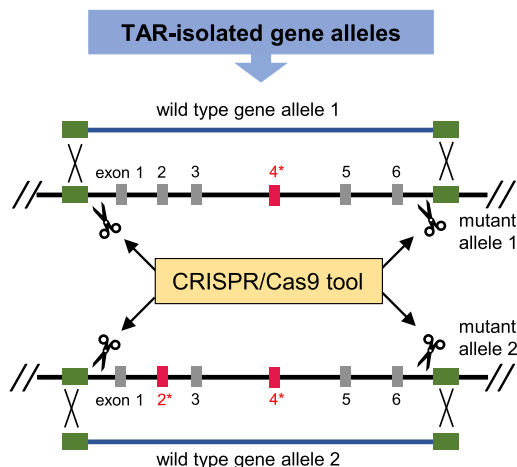 TAR-isolated gene alleles
wild type gene allele 1
exon 1 2 3 4* 5 6
mutant
allele 1
CRISPR/Cas9 tool
mutant
allele 2
exon 1 2* 3 4* 5 6
wild type gene allele 2